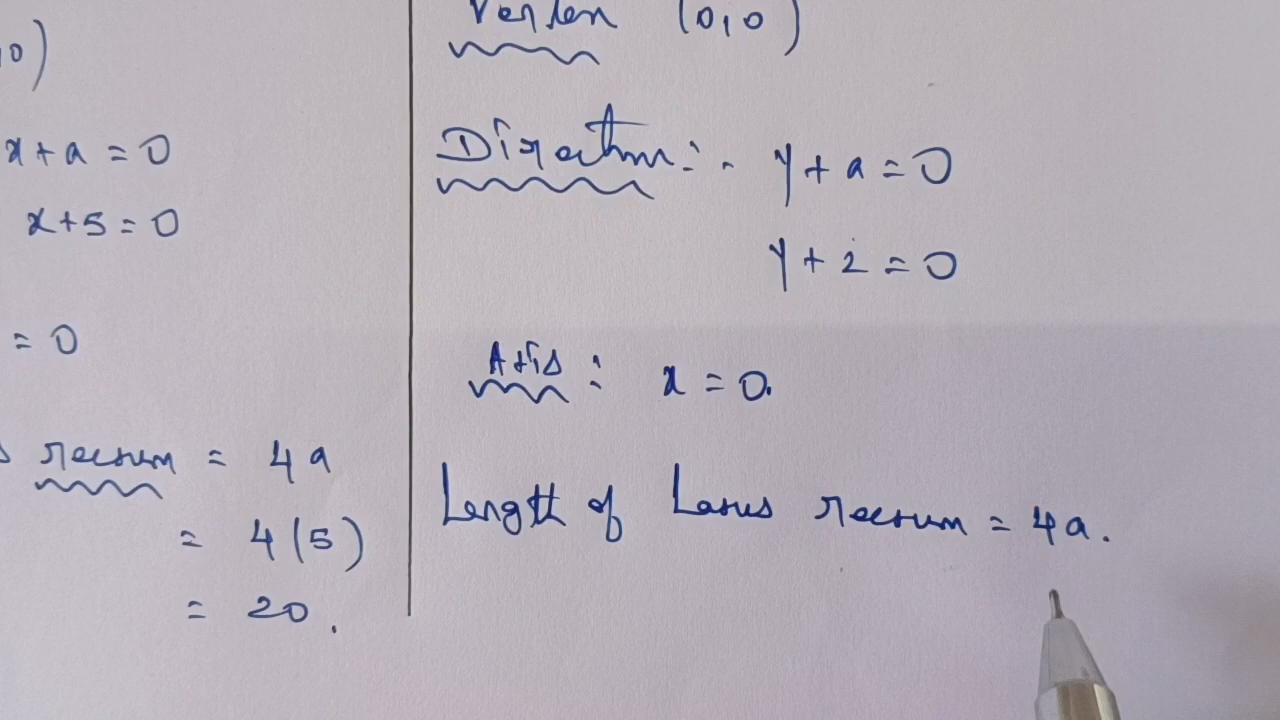 ,0)
x+a=0
x+5=0
=0
rectum = 4a
= 4(5)
= 20.
Vertex (0,0)
Directrix:- y+a=0
y+2=0
Axis: x=0.
Length of Latus rectum = 4a.